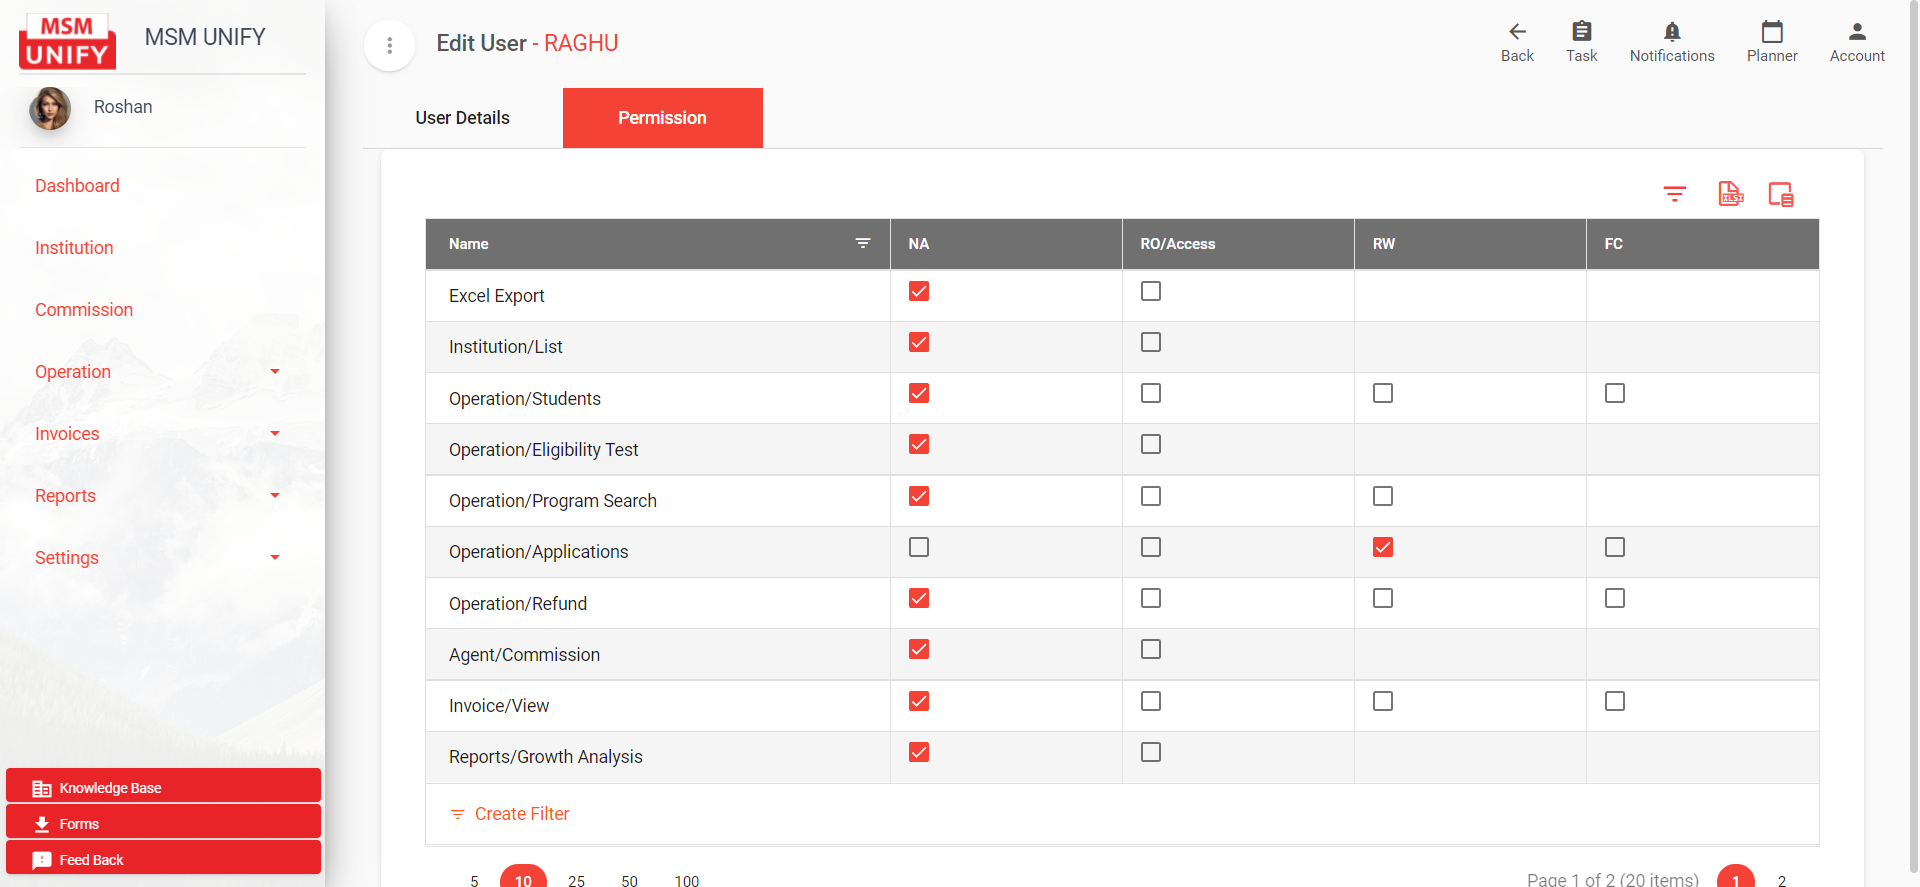 MSM
UNIFY
MSM UNIFY
Roshan
Dashboard
Institution
Commission
Operation
Invoices
Reports
Settings
Knowledge Base
Forms
Feed Back
Edit User - RAGHU
Back
Task
Notifications
Planner
Account
User Details
Permission
XLSX
Name NA RO/Access RW FC
Excel Export
Institution/List
Operation/Students
Operation/Eligibility Test
Operation/Program Search
Operation/Applications
Operation/Refund
Agent/Commission
Invoice/View
Reports/Growth Analysis
Create Filter
5 10 25 50 100
Page 1 of 2 (20 items) 1 2